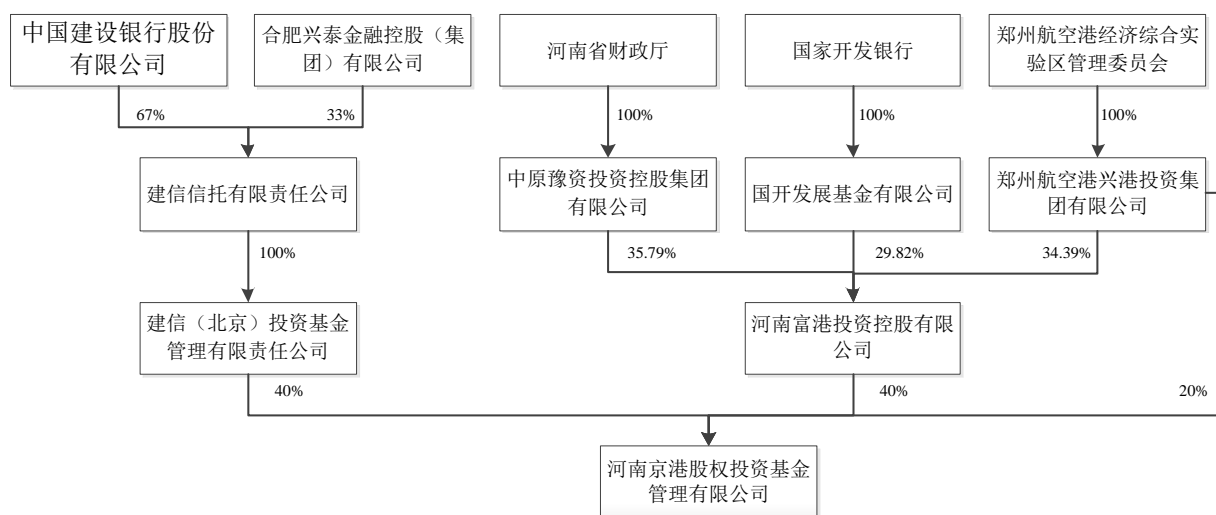 中国建设银行股份
有限公司
合肥兴泰金融控股（集
团）有限公司
河南省财政厅
国家开发银行
郑州航空港经济综合实
验区管理委员会
67%
33%
100%
100%
100%
建信信托有限责任公司
中原豫资投资控股集团
有限公司
国开发展基金有限公司
郑州航空港兴港投资集
团有限公司
100%
35.79%
29.82%
34.39%
建信（北京）投资基金
管理有限责任公司
河南富港投资控股有限
公司
40%
40%
20%
河南京港股权投资基金
管理有限公司